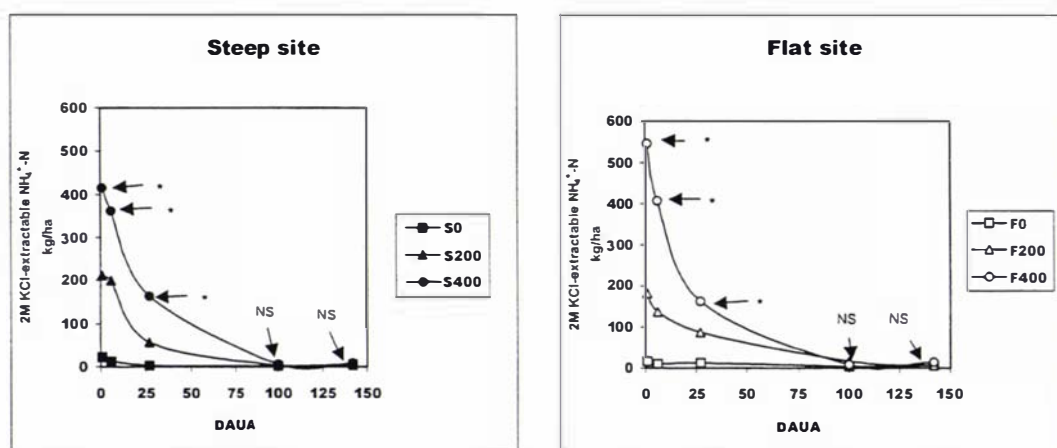 Steep site
2M KCl-extractable NH₄⁺-N
kg/ha
600
500
400
300
200
100
0
*
*
*
NS
NS
0 25 50 75 100 125 150
DAUA
S0
S200
S400
Flat site
2M KCl-extractable NH₄⁺-N
kg/ha
600
500
400
300
200
100
0
*
*
*
NS
NS
0 25 50 75 100 125 150
DAUA
F0
F200
F400